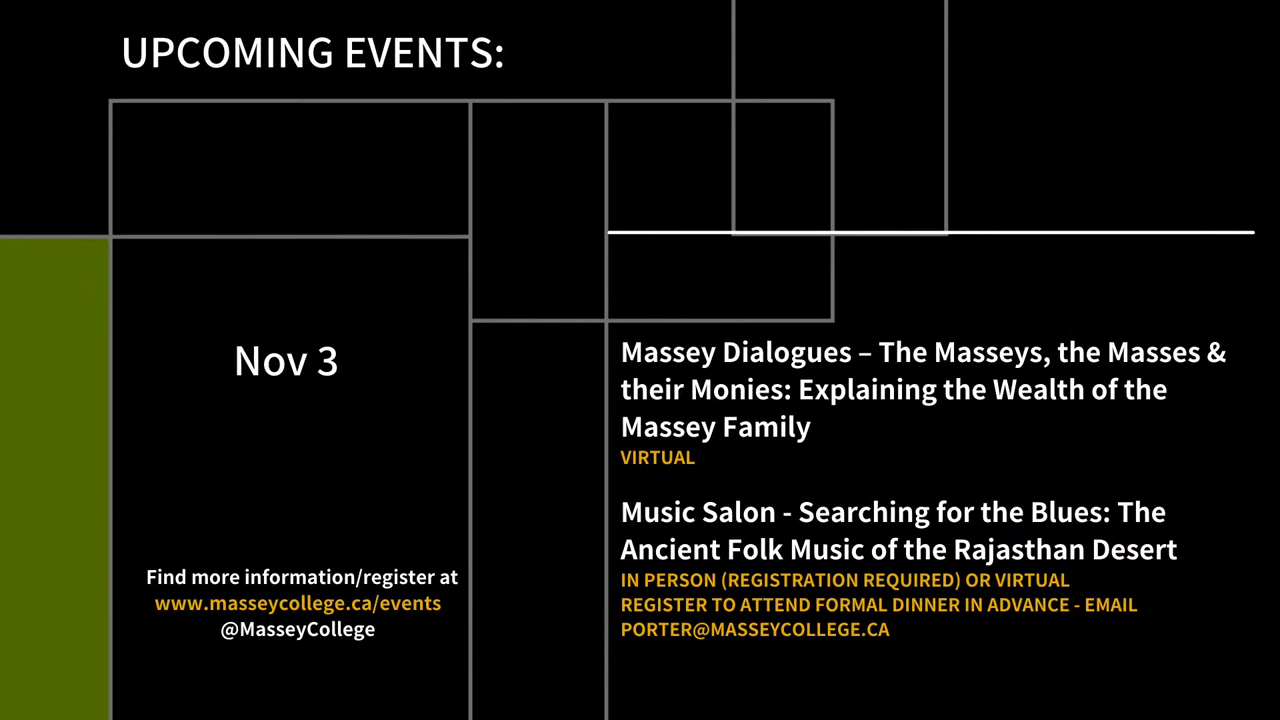 UPCOMING EVENTS:
Nov 3
Find more information/register at
www.masseycollege.ca/events
@MasseyCollege
Massey Dialogues – The Masseys, the Masses &
their Monies: Explaining the Wealth of the
Massey Family
VIRTUAL
Music Salon - Searching for the Blues: The
Ancient Folk Music of the Rajasthan Desert
IN PERSON (REGISTRATION REQUIRED) OR VIRTUAL
REGISTER TO ATTEND FORMAL DINNER IN ADVANCE - EMAIL
PORTER@MASSEYCOLLEGE.CA